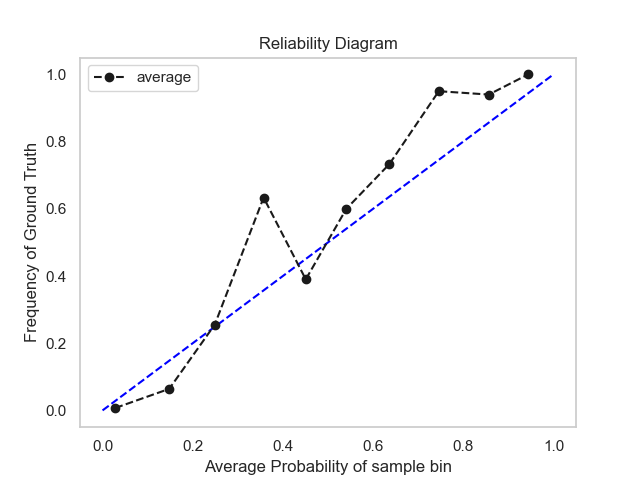 Reliability Diagram
average
1.0
0.8
0.6
0.4
0.2
0.0
Frequency of Ground Truth
0.0 0.2 0.4 0.6 0.8 1.0
Average Probability of sample bin